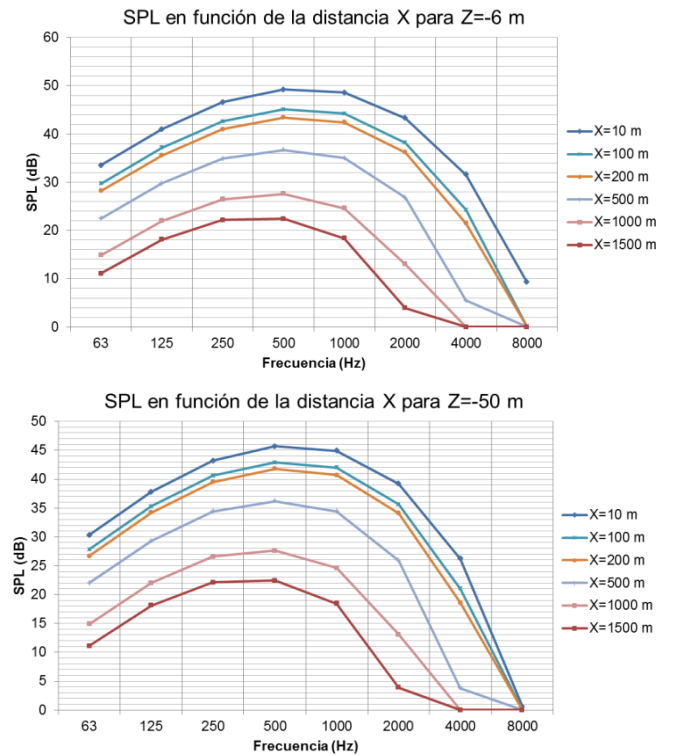 SPL en función de la distancia X para Z=-6 m
60
50
40
30
20
10
0
SPL (dB)
63 125 250 500 1000 2000 4000 8000
Frecuencia (Hz)
X=10 m
X=100 m
X=200 m
X=500 m
X=1000 m
X=1500 m
SPL en función de la distancia X para Z=-50 m
50
45
40
35
30
25
20
15
10
5
0
SPL (dB)
63 125 250 500 1000 2000 4000 8000
Frecuencia (Hz)
X=10 m
X=100 m
X=200 m
X=500 m
X=1000 m
X=1500 m